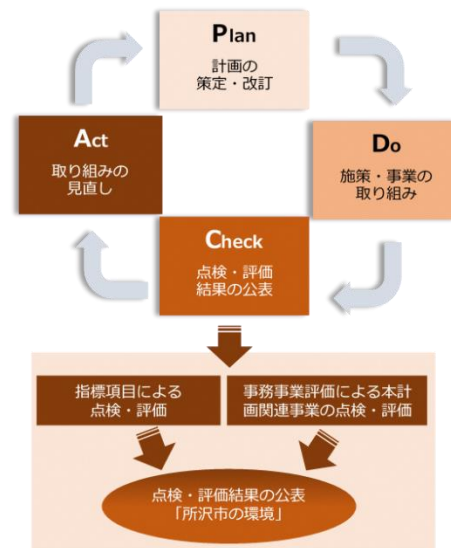 Plan
計画の
策定・改訂
Act
取り組みの
見直し
Do
施策・事業の
取り組み
Check
点検・評価
結果の公表
指標項目による
点検・評価
事務事業評価による本計
画関連事業の点検・評価
点検・評価結果の公表
「所沢市の環境」